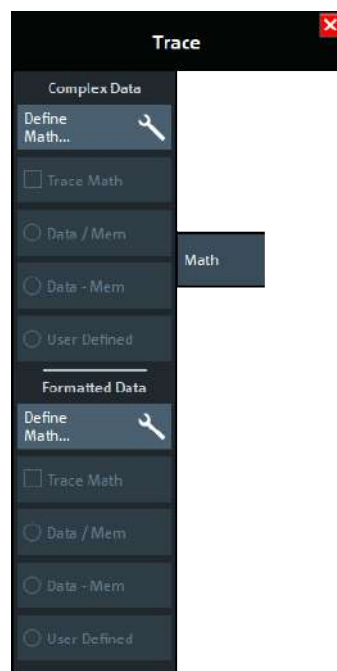 Trace
Complex Data
Define
Math...
Trace Math
Data / Mem
Data - Mem
User Defined
Math
Formatted Data
Define
Math...
Trace Math
Data / Mem
Data - Mem
User Defined